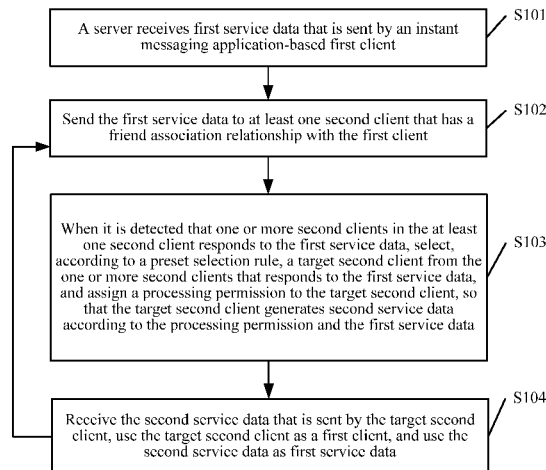 A server receives first service data that is sent by an instant
messaging application-based first client
S101
Send the first service data to at least one second client that has a
friend association relationship with the first client
S102
When it is detected that one or more second clients in the at least
one second client responds to the first service data, select,
according to a preset selection rule, a target second client from the
one or more second clients that responds to the first service data,
and assign a processing permission to the target second client, so
that the target second client generates second service data
according to the processing permission and the first service data
S103
Receive the second service data that is sent by the target second
client, use the target second client as a first client, and use the
second service data as first service data
S104